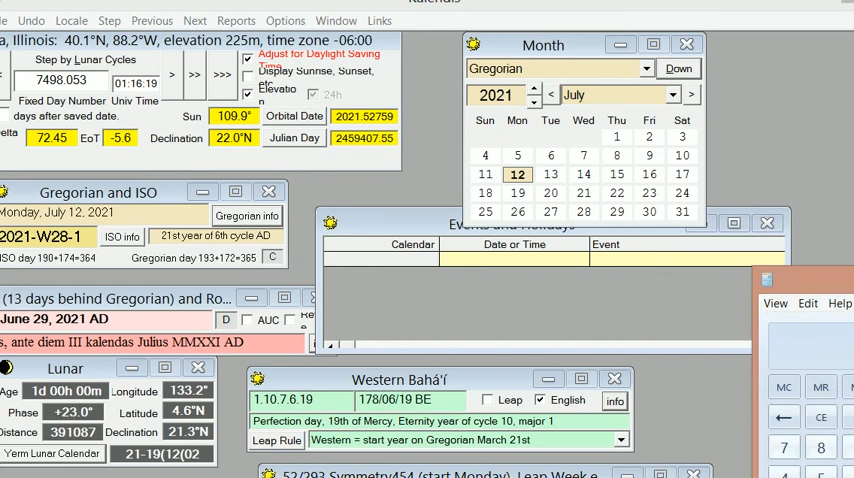 Undo Locale Step Previous Next Reports Options Window Links
a, Illinois: 40.1°N, 88.2°W, elevation 225m, time zone -06:00
Step by Lunar Cycles
7498.053
01:16:19
> >> >>>
Adjust for Daylight Saving
Display Sunrise, Sunset,
Elevatio
n
24h
Fixed Day Number Univ Time
days after saved date.
Sun 109.9° Orbital Date 2021.52759
72.45 EoT -5.6 Declination 22.0°N Julian Day 2459407.55
Month
Gregorian
Down
2021 < July >
Sun Mon Tue Wed Thu Fri Sat
1 2 3
4 5 6 7 8 9 10
11 12 13 14 15 16 17
18 19 20 21 22 23 24
25 26 27 28 29 30 31
Gregorian and ISO
Monday, July 12, 2021 Gregorian info
2021-W28-1 ISO info 21st year of 6th cycle AD
ISO day 190+174=364 Gregorian day 193+172=365 C
Events and Holidays
Calendar Date or Time Event
(13 days behind Gregorian) and Ro...
June 29, 2021 AD D AUC
s, ante diem III kalendas Julius MMXXI AD
Lunar
Age 1d 00h 00m Longitude 133.2°
Phase +23.0° Latitude 4.6°N
Distance 391087 Declination 21.3°N
Yerm Lunar Calendar 21-19(12(02
Western Bahá'í
1.10.7.6.19 178/06/19 BE Leap English info
Perfection day, 19th of Mercy, Eternity year of cycle 10, major 1
Leap Rule Western = start year on Gregorian March 21st
52/293 Symmetry454 (start Monday), Leap Week e
View Edit Help
MC MR
← CE
7 8
4 5